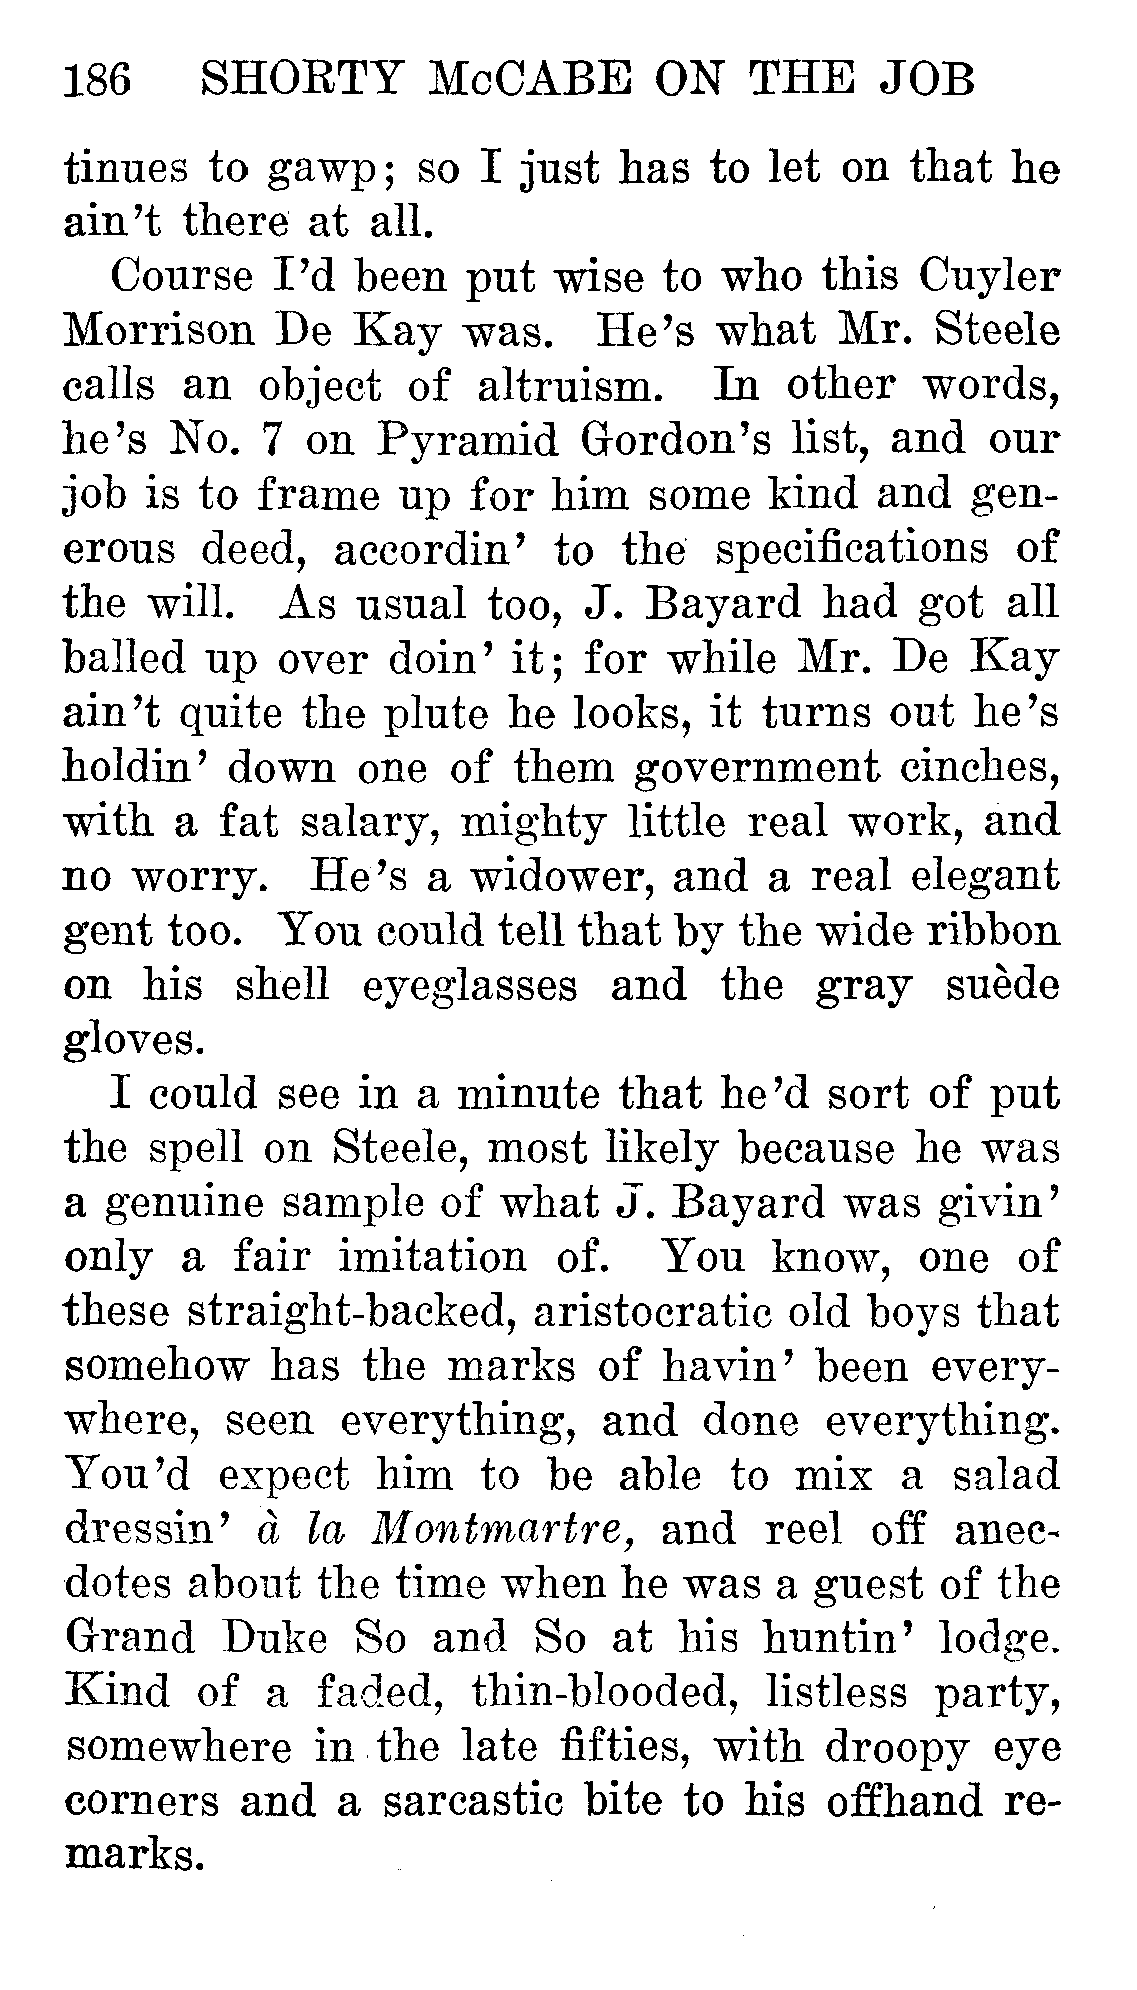 186 SHORTY McCABE ON THE JOB
tinues to gawp; so I just has to let on that he
ain't there at all.
Course I'd been put wise to who this Cuyler
Morrison De Kay was. He's what Mr. Steele
calls an object of altruism. In other words,
he's No. 7 on Pyramid Gordon's list, and our
job is to frame up for him some kind and gen-
erous deed, accordin' to the specifications of
the will. As usual too, J. Bayard had got all
balled up over doin' it; for while Mr. De Kay
ain't quite the plute he looks, it turns out he's
holdin' down one of them government cinches,
with a fat salary, mighty little real work, and
no worry. He's a widower, and a real elegant
gent too. You could tell that by the wide ribbon
on his shell eyeglasses and the gray suède
gloves.
I could see in a minute that he'd sort of put
the spell on Steele, most likely because he was
a genuine sample of what J. Bayard was givin'
only a fair imitation of. You know, one of
these straight-backed, aristocratic old boys that
somehow has the marks of havin' been every-
where, seen everything, and done everything.
You'd expect him to be able to mix a salad
dressin' à la Montmartre, and reel off anec-
dotes about the time when he was a guest of the
Grand Duke So and So at his huntin' lodge.
Kind of a faded, thin-blooded, listless party,
somewhere in the late fifties, with droopy eye
corners and a sarcastic bite to his offhand re-
marks.